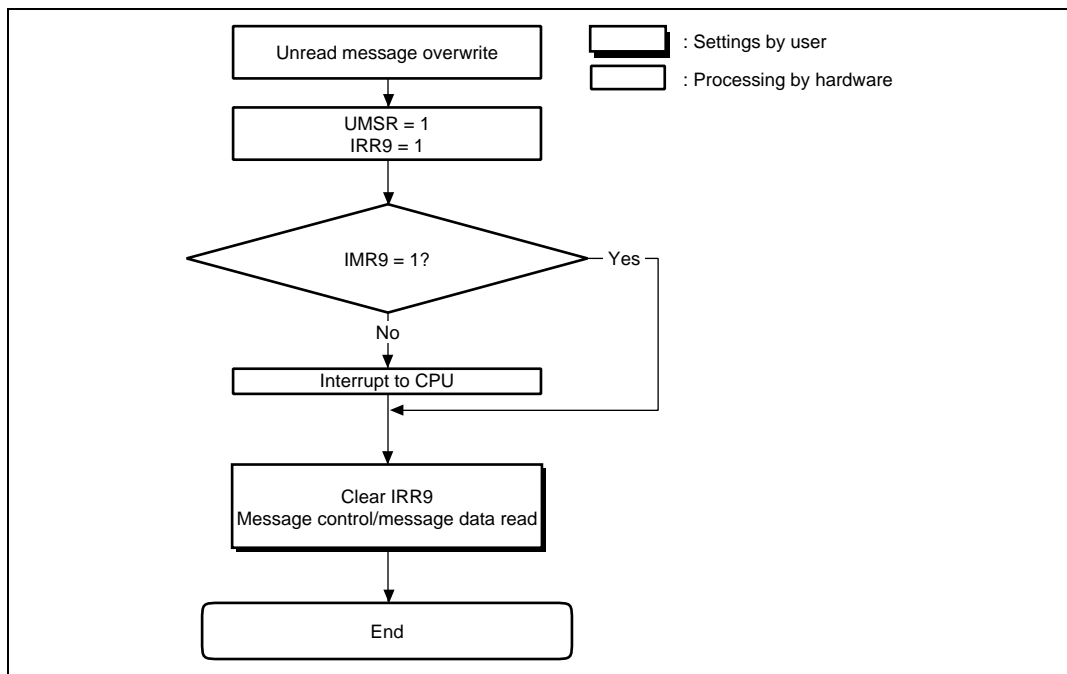 Unread message overwrite
: Settings by user
: Processing by hardware
UMSR = 1
IRR9 = 1
IMR9 = 1?
Yes
No
Interrupt to CPU
Clear IRR9
Message control/message data read
End